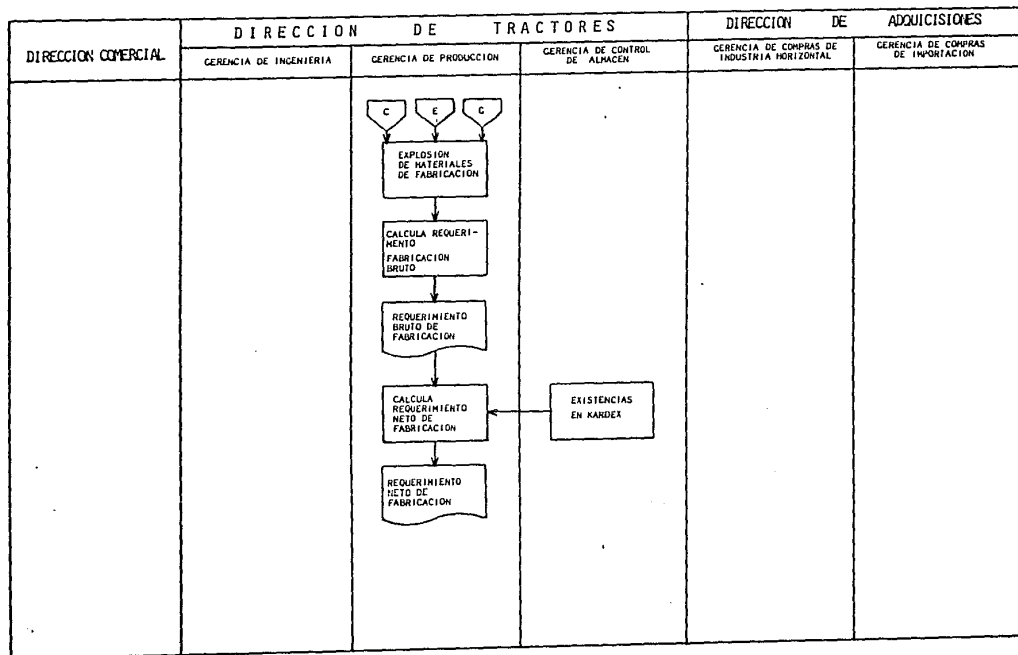 DIRECCION COMERCIAL
DIRECCION DE TRACTORES
DIRECCION DE ADQUICISIONES
GERENCIA DE INGENIERIA
GERENCIA DE PRODUCCION
GERENCIA DE CONTROL
DE ALMACEN
GERENCIA DE COMPRAS DE
INDUSTRIA HORIZONTAL
GERENCIA DE COMPRAS
DE IMPORTACION
C
E
G
EXPLOSION
DE MATERIALES
DE FABRICACION
CALCULA REQUERI-
MENTO
FABRICACION
BRUTO
REQUERIMIENTO
BRUTO DE
FABRICACION
CALCULA
REQUERIMIENTO
NETO DE
FABRICACION
EXISTENCIAS
EN KARDEX
REQUERIMIENTO
NETO DE
FABRICACION